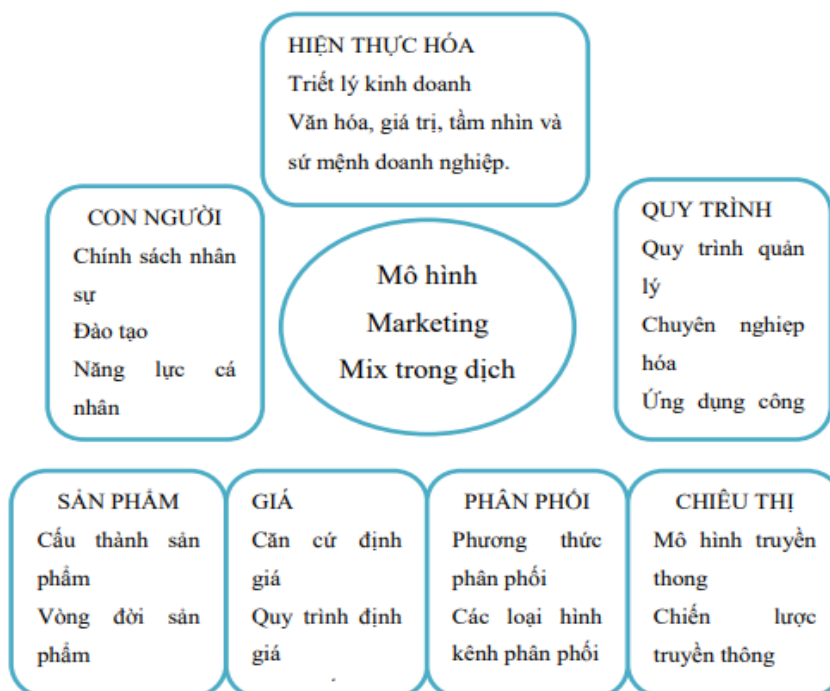 HIỆN THỰC HÓA
Triết lý kinh doanh
Văn hóa, giá trị, tầm nhìn và
sứ mệnh doanh nghiệp.
CON NGƯỜI
Chính sách nhân
sự
Đào tạo
Năng lực cá
nhân
Mô hình
Marketing
Mix trong dịch
QUY TRÌNH
Quy trình quản
lý
Chuyên nghiẹp
hóa
Ứng dụng công
SẢN PHẨM
Cấu thành sản
phẩm
Vòng đời sản
phẩm
GIÁ
Căn cứ định
giá
Quy trình định
giá
PHÂN PHỐI
Phương thức
phân phối
Các loại hình
kênh phân phối
CHIÊU THỊ
Mô hình truyền
thong
Chiến lược
truyền thông